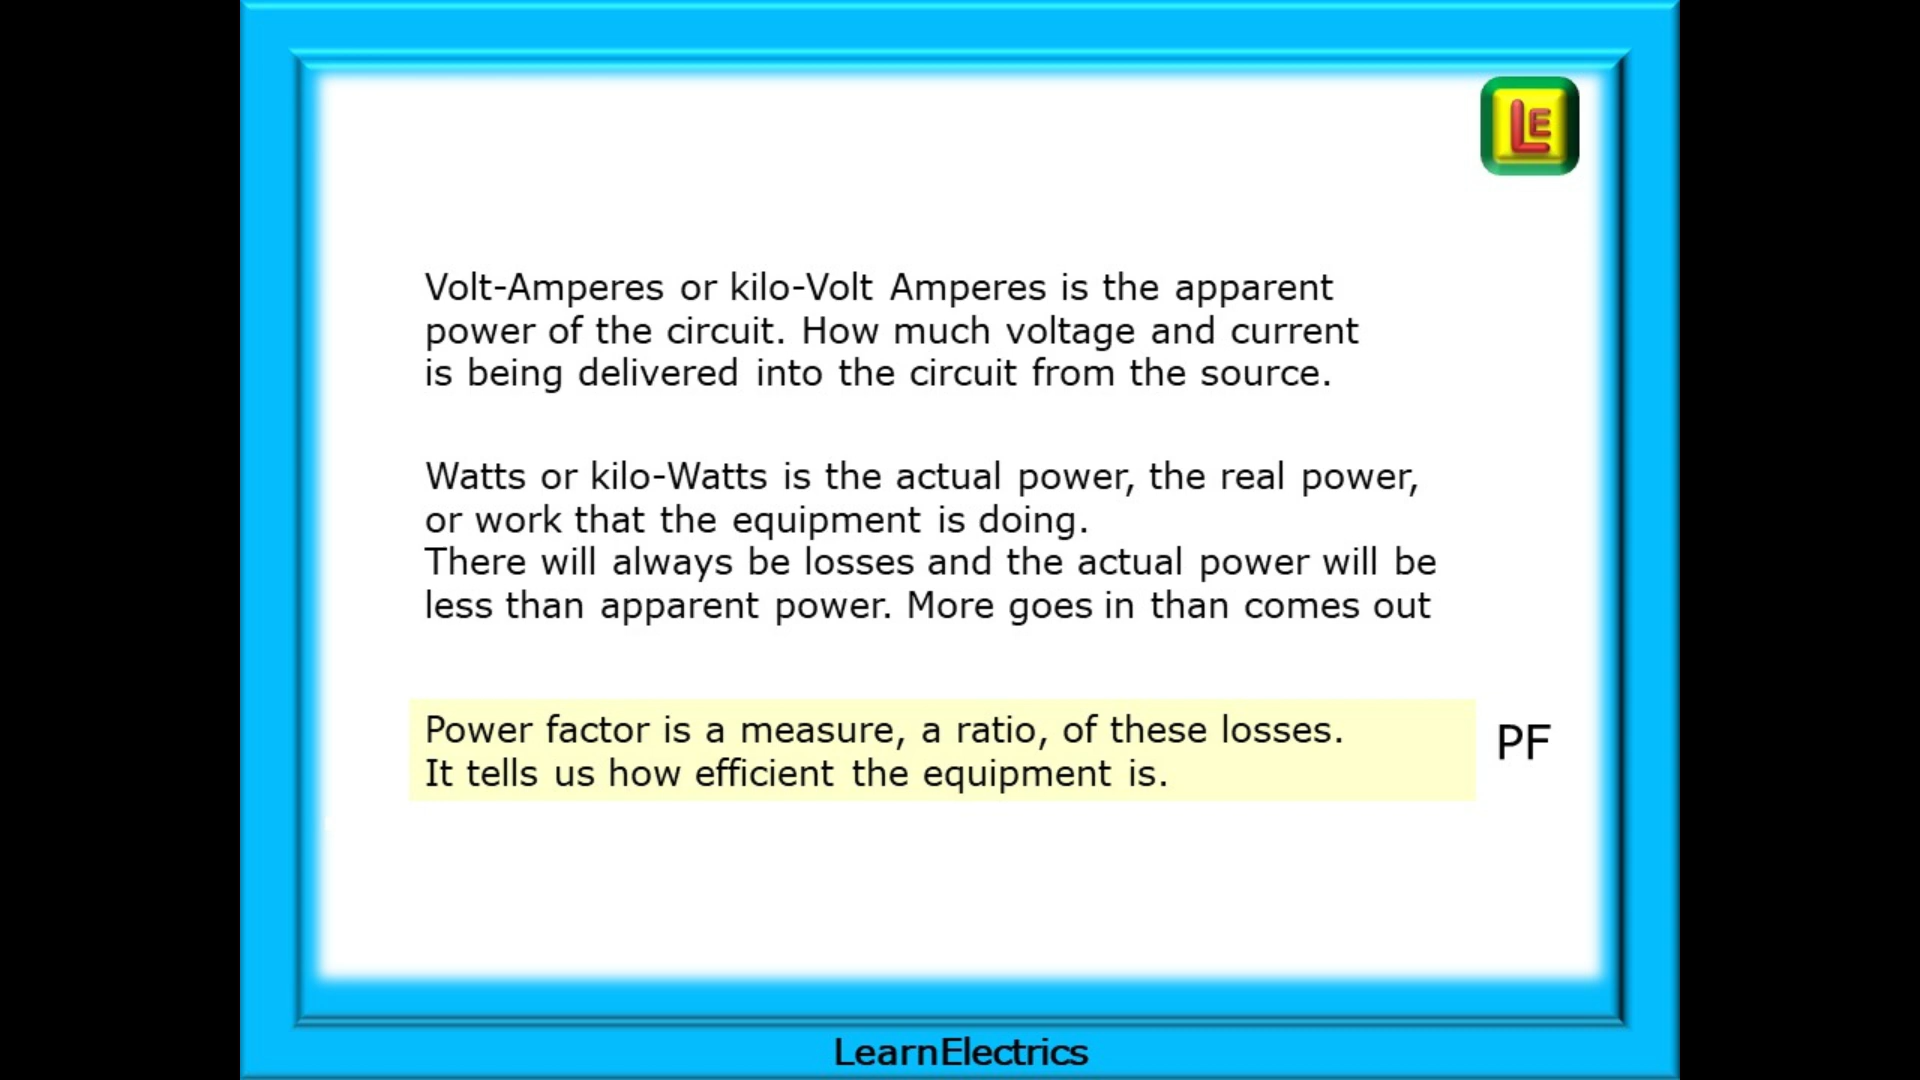 LE
Volt-Amperes or kilo-Volt Amperes is the apparent
power of the circuit. How much voltage and current
is being delivered into the circuit from the source.
Watts or kilo-Watts is the actual power, the real power,
or work that the equipment is doing.
There will always be losses and the actual power will be
less than apparent power. More goes in than comes out
Power factor is a measure, a ratio, of these losses.
It tells us how efficient the equipment is.
PF
LearnElectrics